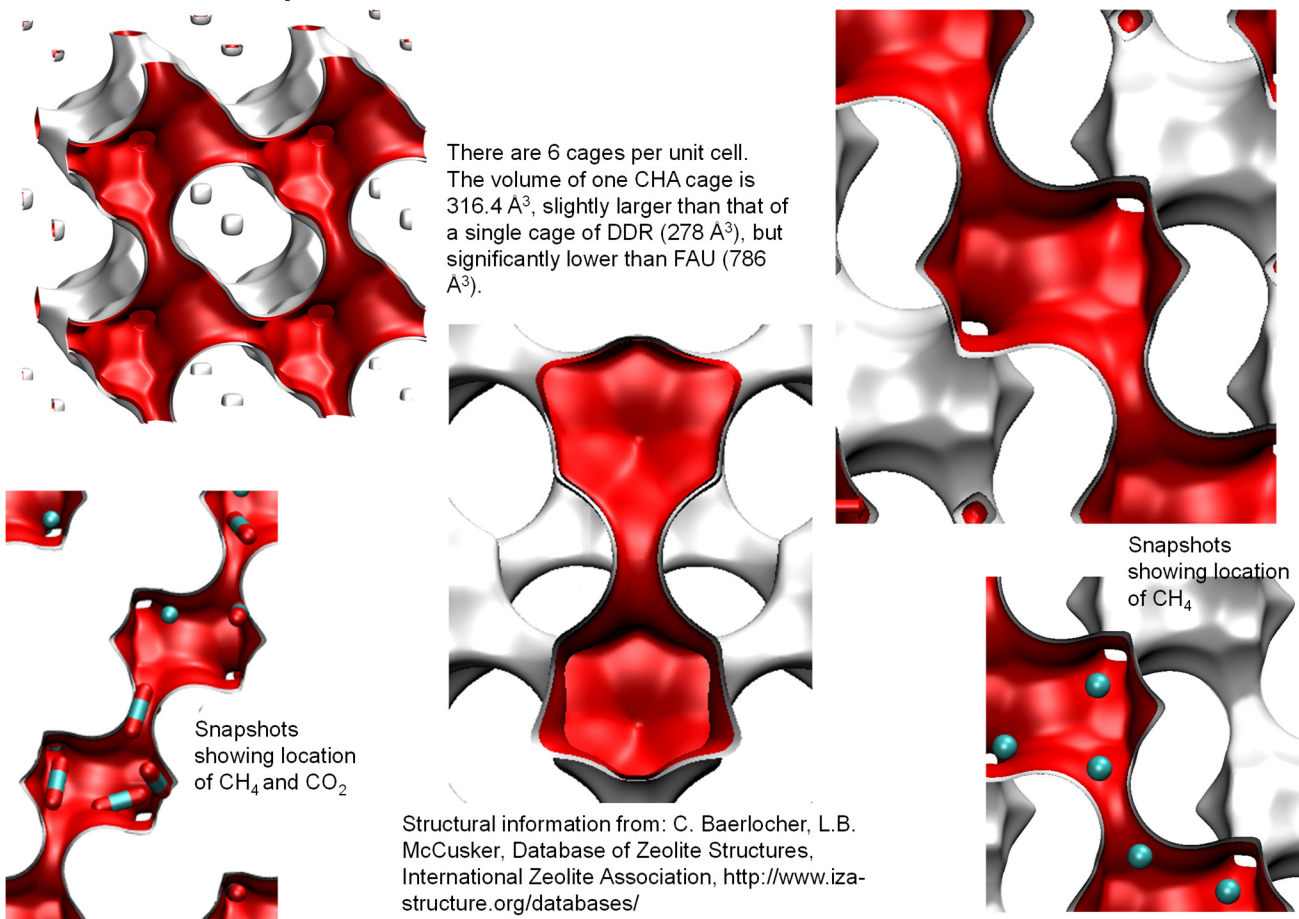 There are 6 cages per unit cell.
The volume of one CHA cage is
316.4 Å³, slightly larger than that of
a single cage of DDR (278 Å³), but
significantly lower than FAU (786
Å³).
Snapshots
showing location
of CH₄
Snapshots
showing location
of CH₄ and CO₂
Structural information from: C. Baerlocher, L.B.
McCusker, Database of Zeolite Structures,
International Zeolite Association, http://www.iza-
structure.org/databases/